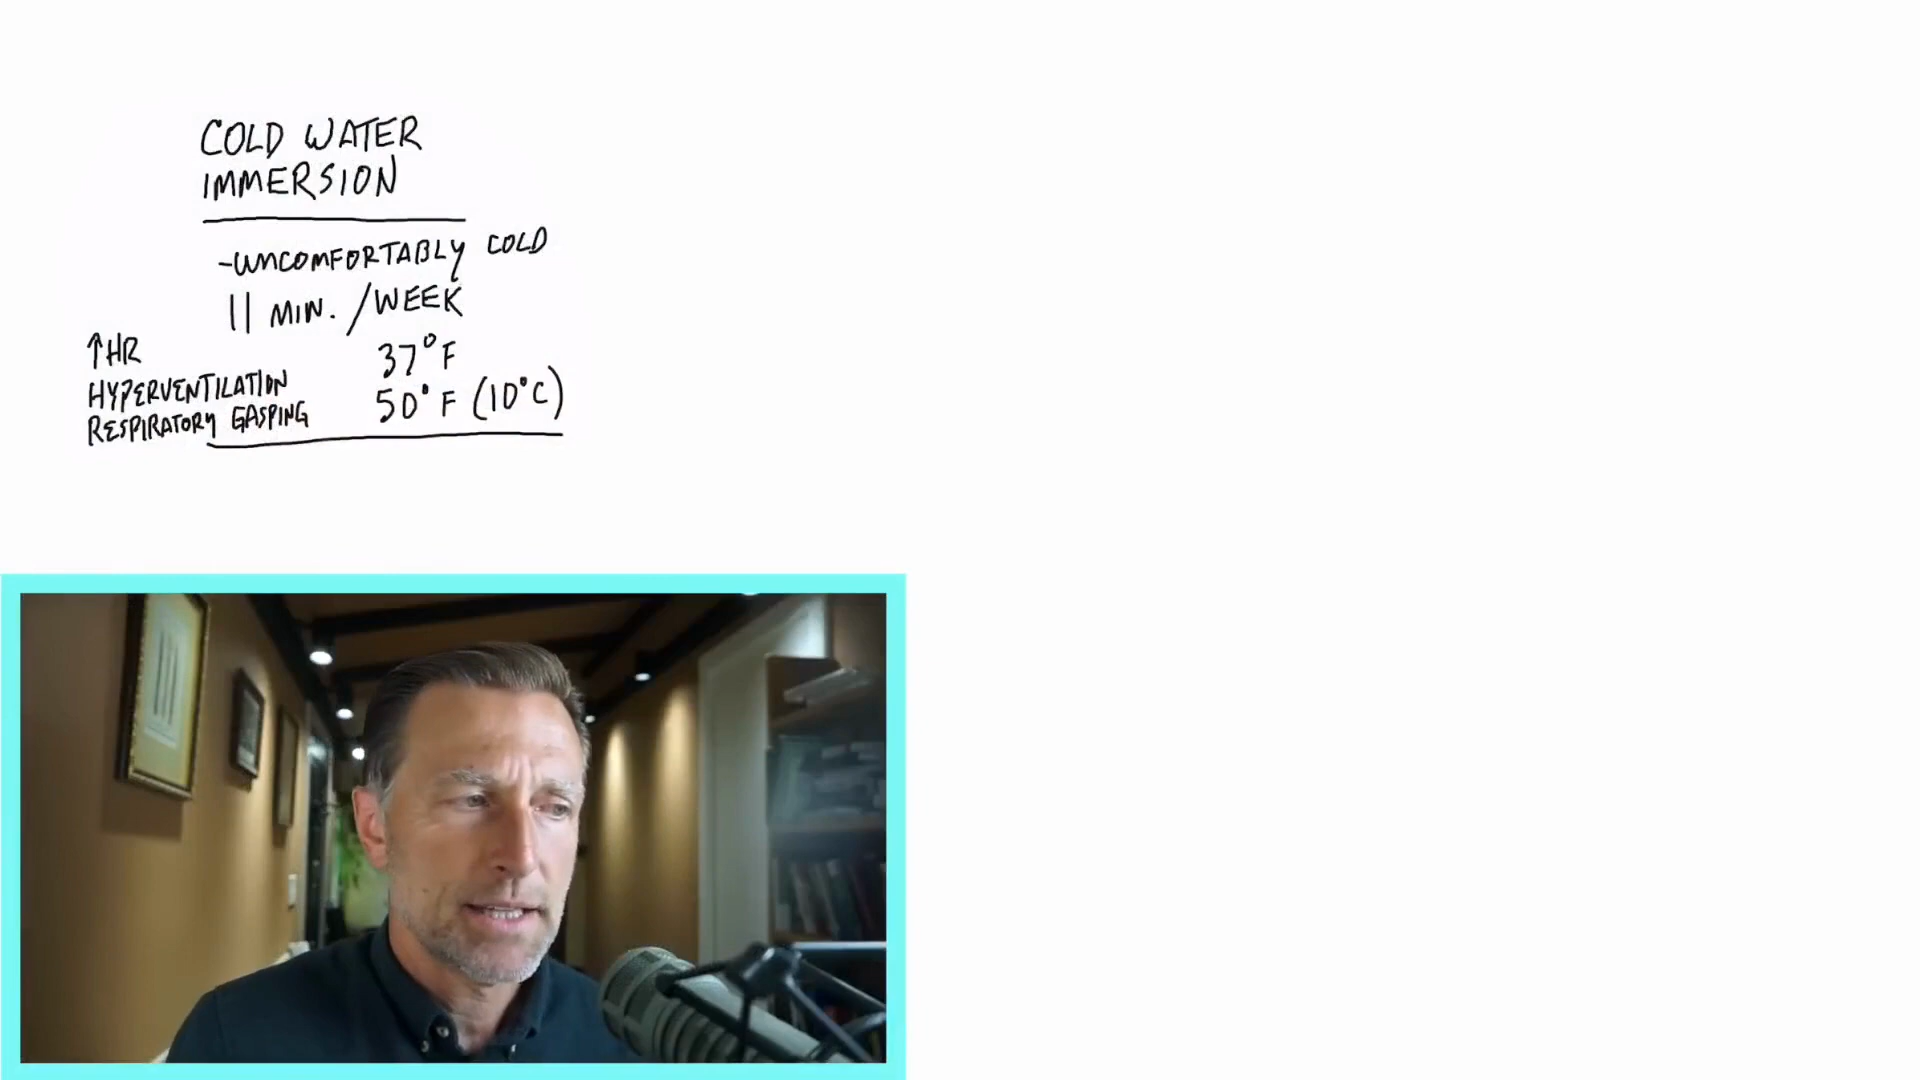 COLD WATER
IMMERSION
-UNCOMFORTABLY COLD
11 MIN. /WEEK
↑HR
37°F
HYPERVENTILATION
50°F (10°C)
RESPIRATORY GASPING